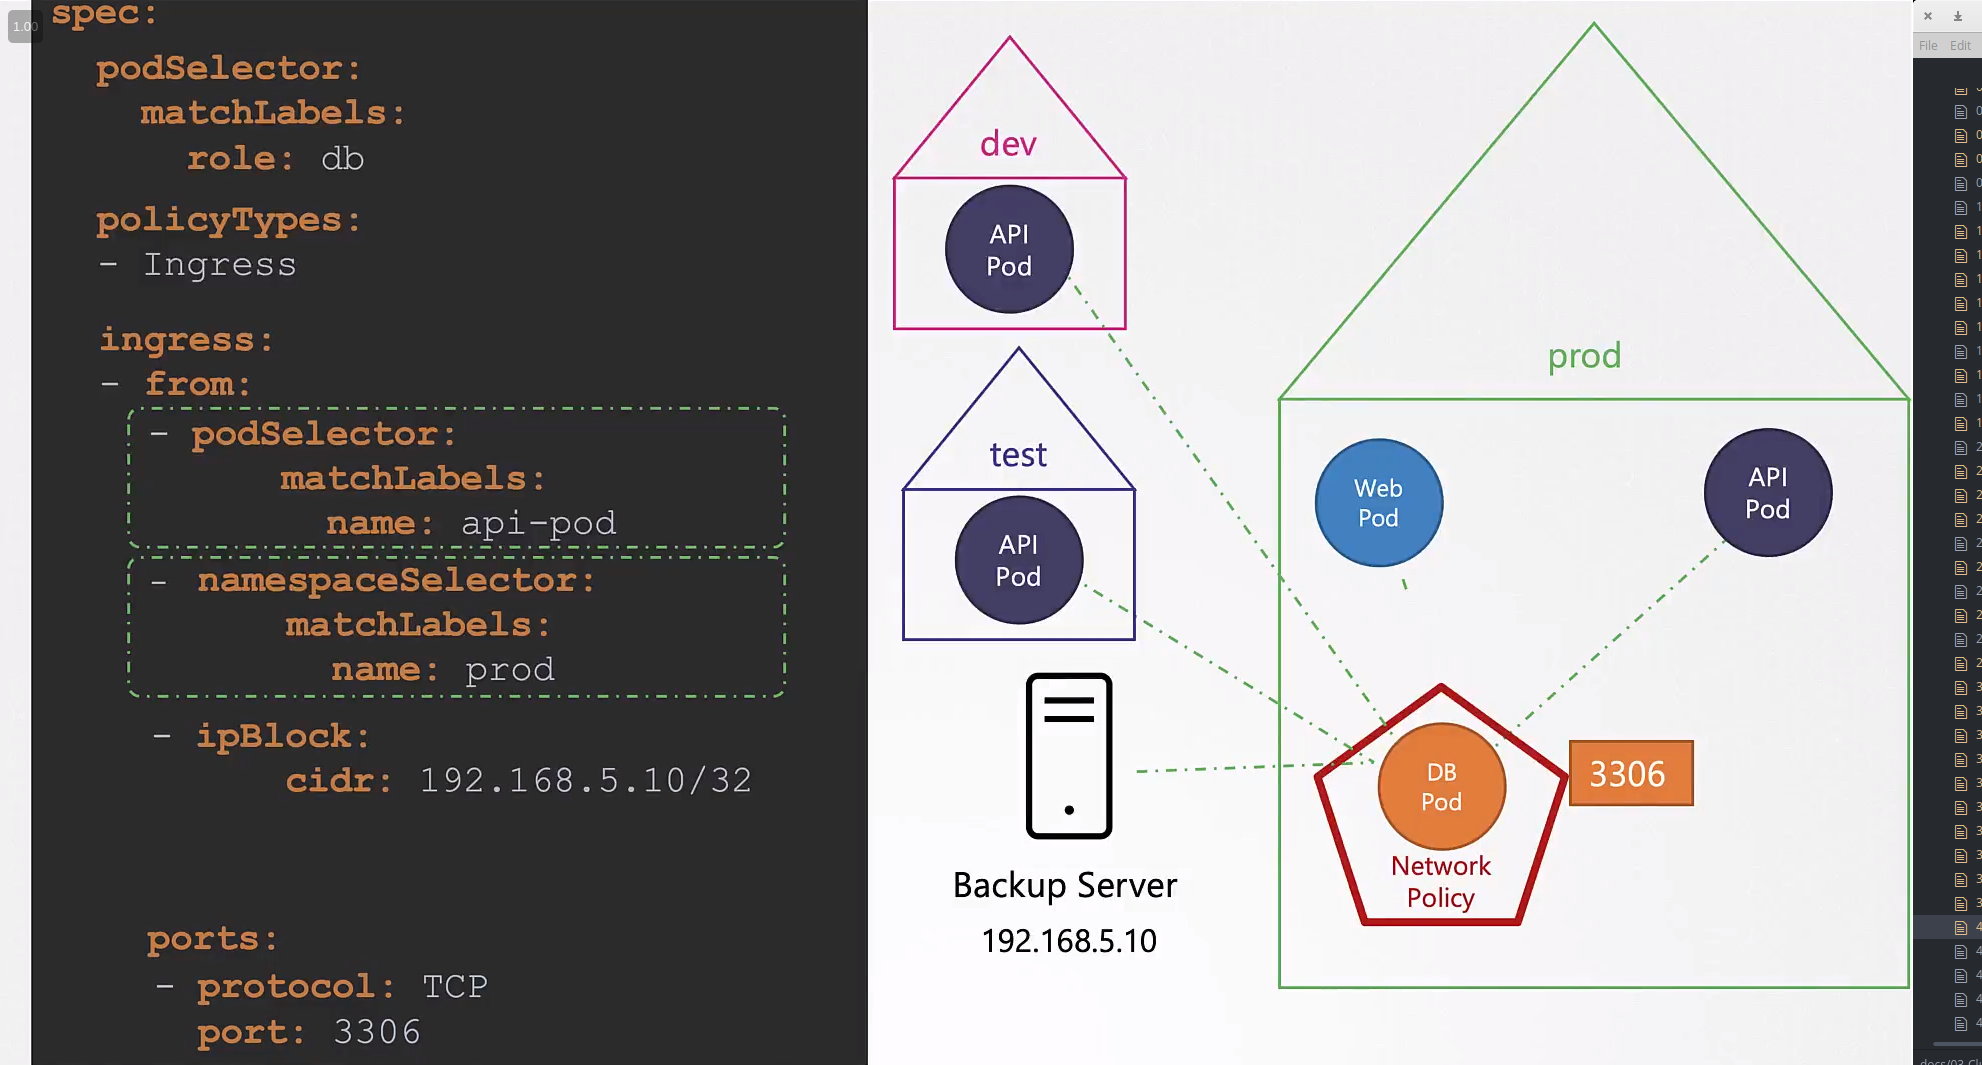 1.00
spec:
podSelector:
matchLabels:
role: db
policyTypes:
- Ingress
ingress:
- from:
- podSelector:
matchLabels:
name: api-pod
- namespaceSelector:
matchLabels:
name: prod
- ipBlock:
cidr: 192.168.5.10/32
ports:
- protocol: TCP
port: 3306
dev
API
Pod
test
API
Pod
Backup Server
192.168.5.10
prod
Web
Pod
API
Pod
DB
Pod
Network
Policy
3306
File Edit